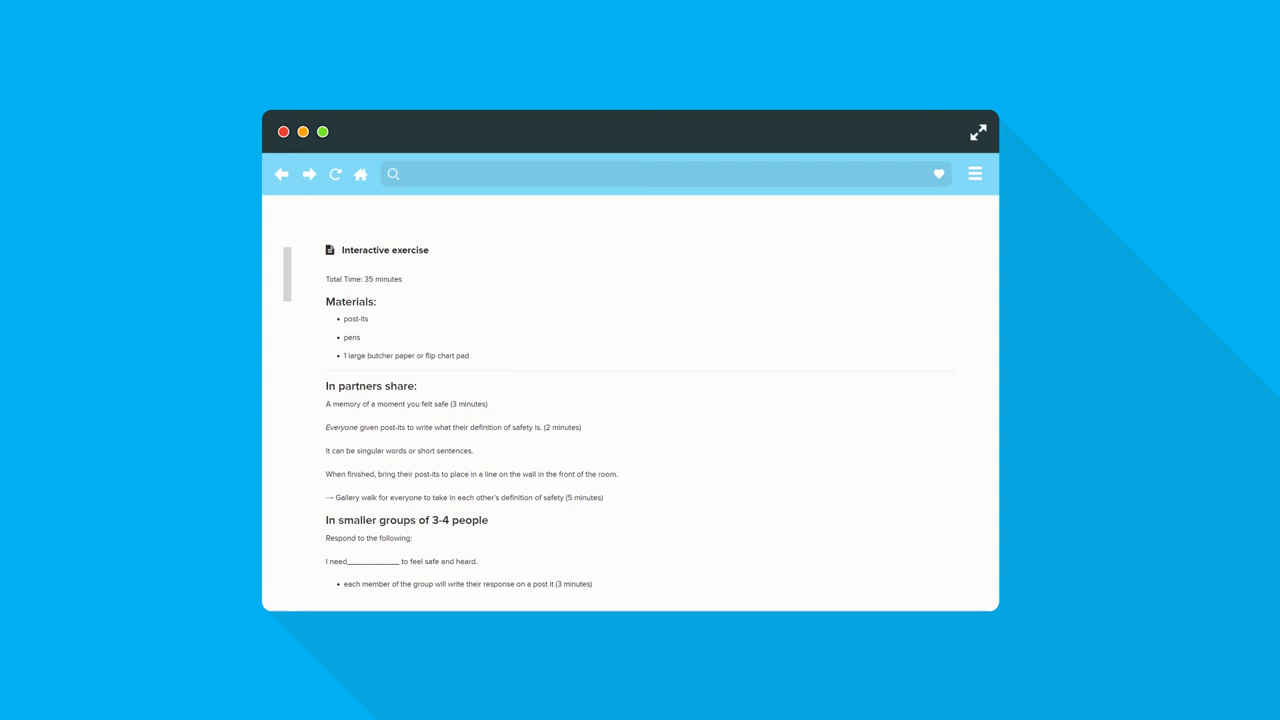 Interactive exercise
Total Time: 35 minutes
Materials:
• post-its
• pens
• 1 large butcher paper or flip chart pad
In partners share:
A memory of a moment you felt safe (3 minutes)
Everyone given post-its to write what their definition of safety is. (2 minutes)
It can be singular words or short sentences.
When finished, bring their post-its to place in a line on the wall in the front of the room.
→ Gallery walk for everyone to take in each other's definition of safety (5 minutes)
In smaller groups of 3-4 people
Respond to the following:
I need____________ to feel safe and heard.
• each member of the group will write their response on a post it (3 minutes)